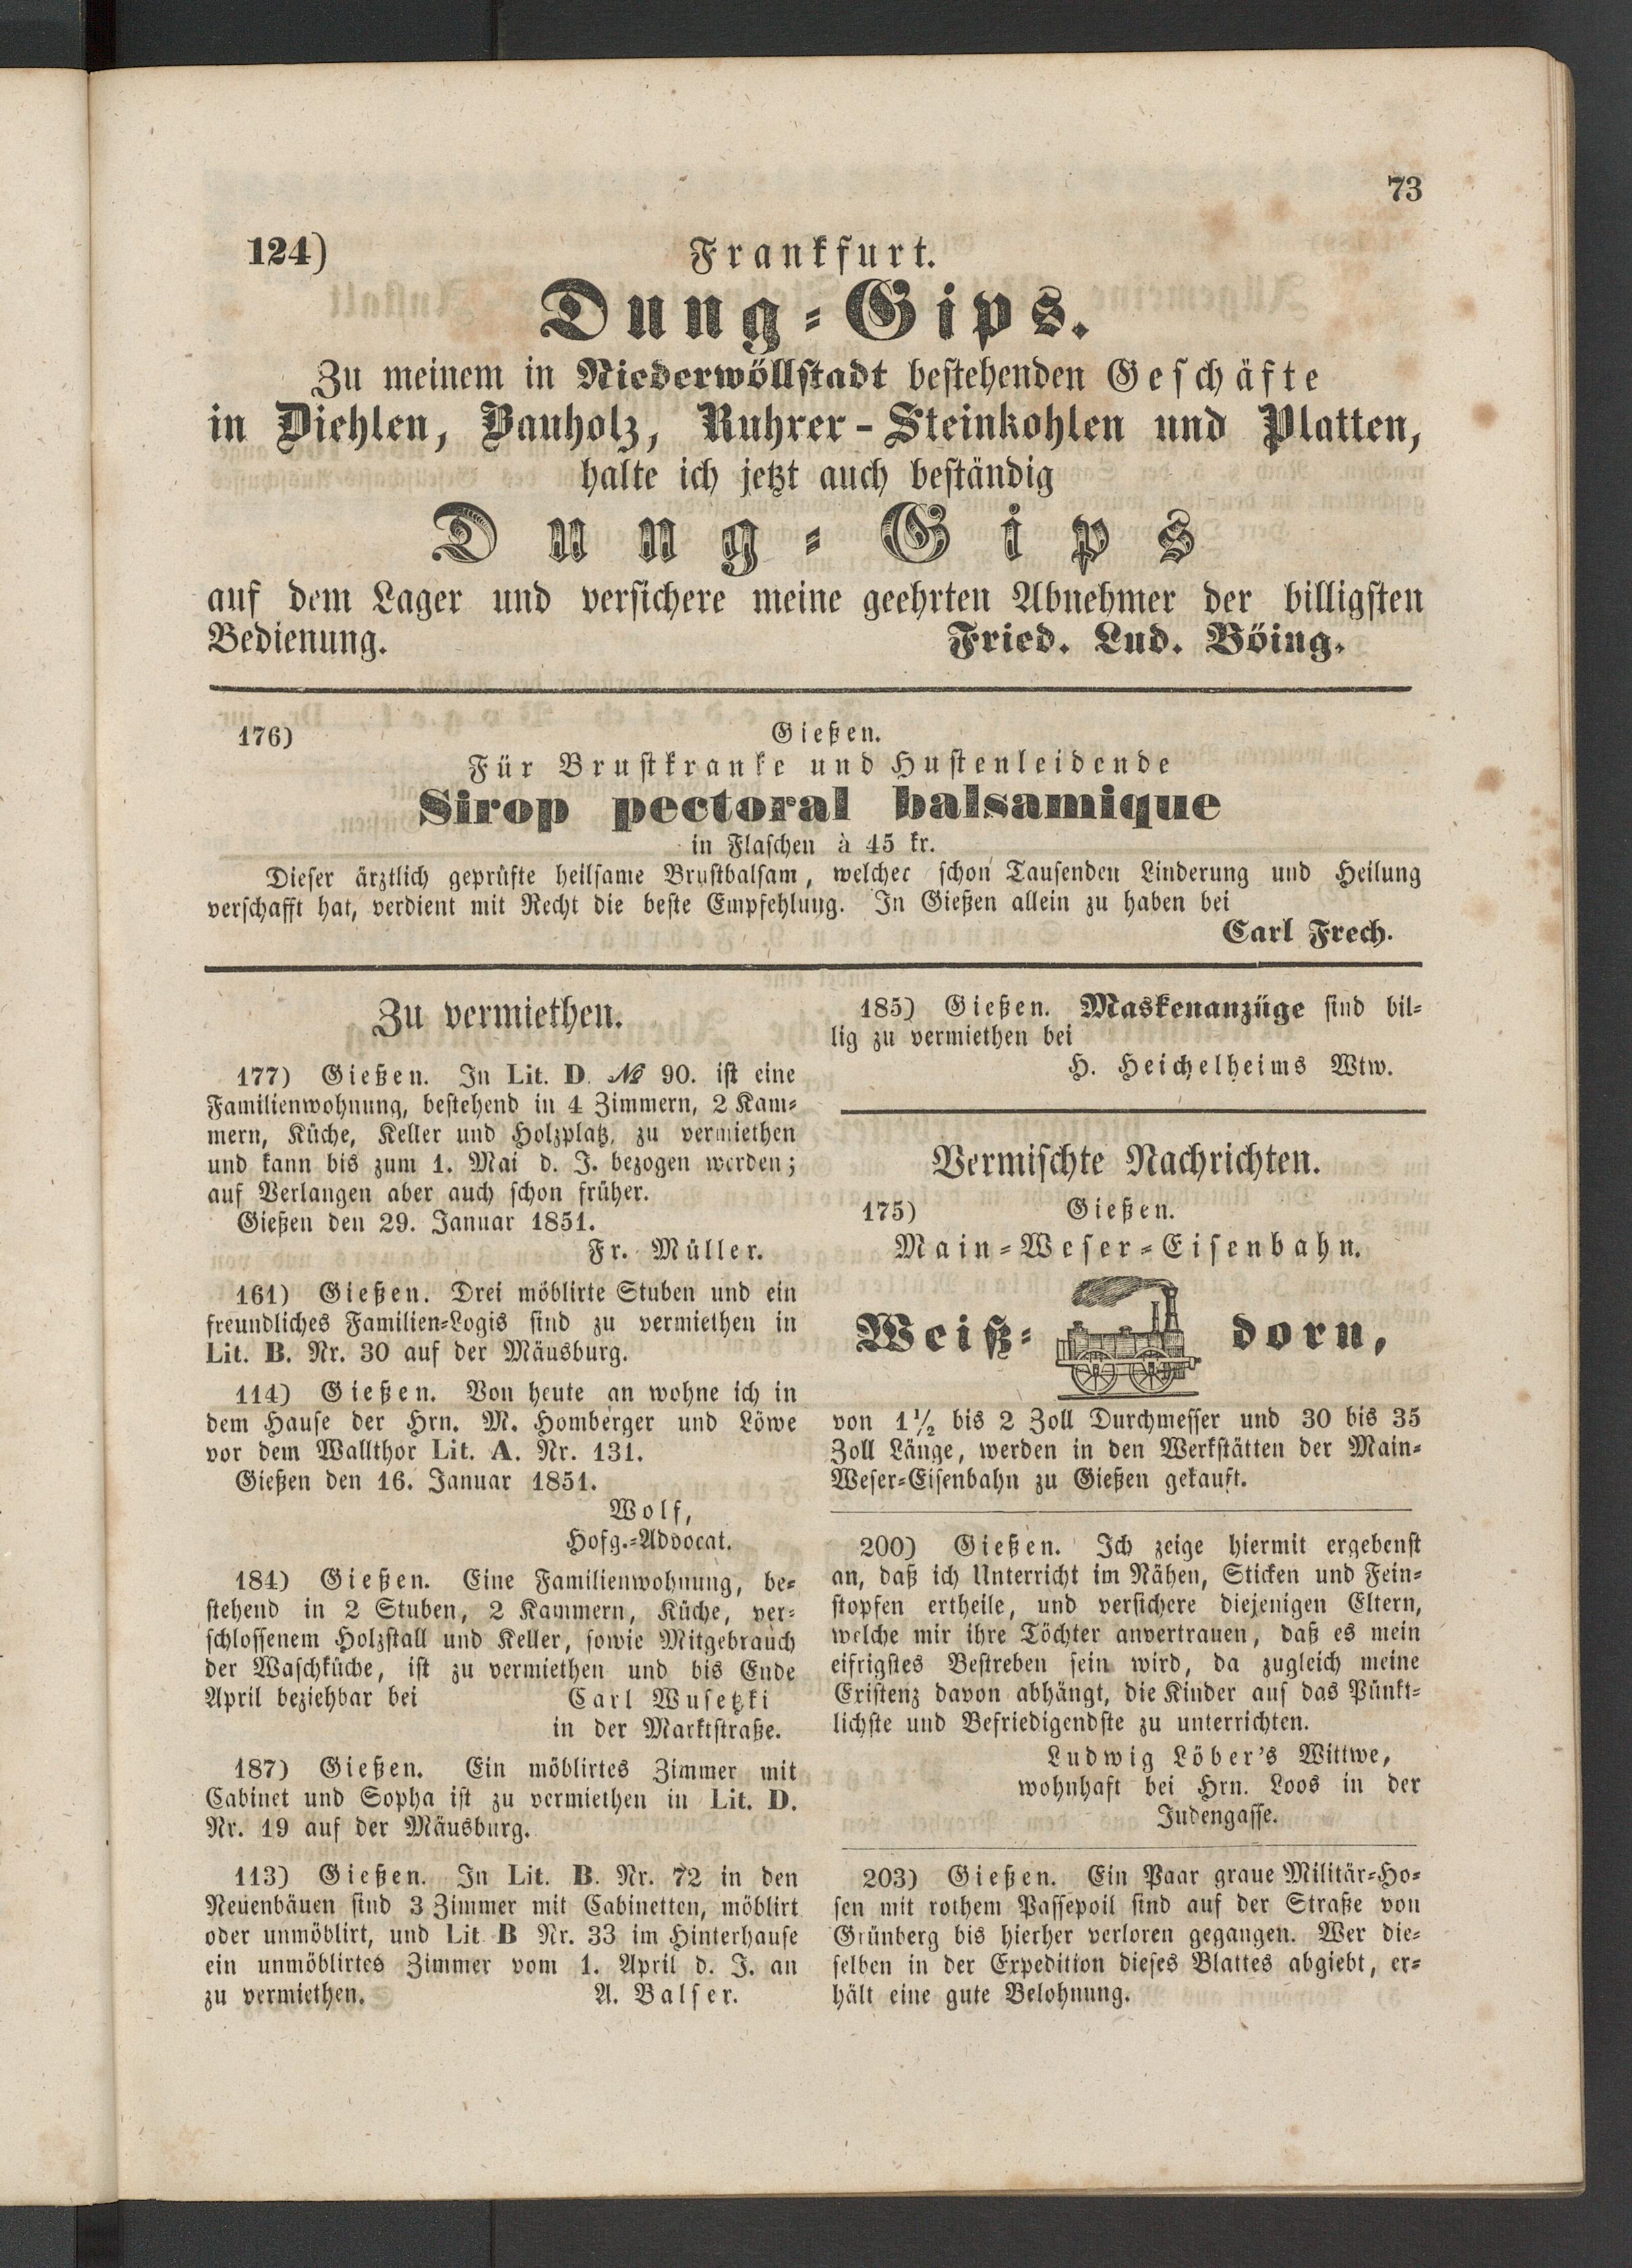 73
124) Frankfurt.
Dung-Gips.
Zu meinem in Niederwöllstadt bestehenden Geschäfte
in Diehlen, Bauholz, Ruhrer-Steinkohlen und Platten,
halte ich jetzt auch beständig
Dung-Gips
auf dem Lager und versichere meine geehrten Abnehmer der billigsten
Bedienung. Fried. Lud. Böing.
176) Gießen.
Für Brustkranke und Hustenleidende
Sirop pectoral balsamique
in Flaschen à 45 kr.
Dieser ärztlich geprüfte heilsame Brustbalsam, welcher schon Tausenden Linderung und Heilung
verschafft hat, verdient mit Recht die beste Empfehlung. In Gießen allein zu haben bei
Carl Frech.
Zu vermiethen.
177) Gießen. In Lit. D. № 90. ist eine
Familienwohnung, bestehend in 4 Zimmern, 2 Kam-
mern, Küche, Keller und Holzplatz, zu vermiethen
und kann bis zum 1. Mai d. J. bezogen werden;
auf Verlangen aber auch schon früher.
Gießen den 29. Januar 1851.
Fr. Müller.
161) Gießen. Drei möblirte Stuben und ein
freundliches Familien-Logis sind zu vermiethen in
Lit. B. Nr. 30 auf der Mäusburg.
114) Gießen. Von heute an wohne ich in
dem Hause der Hrn. M. Homberger und Löwe
vor dem Wallthor Lit. A. Nr. 131.
Gießen den 16. Januar 1851.
Wolf,
Hofg.-Advocat.
184) Gießen. Eine Familienwohnung, be-
stehend in 2 Stuben, 2 Kammern, Küche, ver-
schlossenem Holzstall und Keller, sowie Mitgebrauch
der Waschküche, ist zu vermiethen und bis Ende
April beziehbar bei Carl Wusetzki
in der Marktstraße.
187) Gießen. Ein möblirtes Zimmer mit
Cabinet und Sopha ist zu vermiethen in Lit. D.
Nr. 19 auf der Mäusburg.
113) Gießen. In Lit. B. Nr. 72 in den
Neuenbäuen sind 3 Zimmer mit Cabinetten, möblirt
oder unmöblirt, und Lit B Nr. 33 im Hinterhause
ein unmöblirtes Zimmer vom 1. April d. J. an
zu vermiethen. A. Balser.
185) Gießen. Maskenanzüge sind bil-
lig zu vermiethen bei
H. Heichelheims Wtw.
Vermischte Nachrichten.
175) Gießen.
Main-Weser-Eisenbahn.
Weiß- dorn,
von 1½ bis 2 Zoll Durchmesser und 30 bis 35
Zoll Länge, werden in den Werkstätten der Main-
Weser-Eisenbahn zu Gießen gekauft.
200) Gießen. Ich zeige hiermit ergebenst
an, daß ich Unterricht im Nähen, Sticken und Fein-
stopfen ertheile, und versichere diejenigen Eltern,
welche mir ihre Töchter anvertrauen, daß es mein
eifrigstes Bestreben sein wird, da zugleich meine
Existenz davon abhängt, die Kinder auf das Pünkt-
lichste und Befriedigendste zu unterrichten.
Ludwig Löber's Wittwe,
wohnhaft bei Hrn. Loos in der
Judengasse.
203) Gießen. Ein Paar graue Militär-Ho-
sen mit rothem Passepoil sind auf der Straße von
Grünberg bis hierher verloren gegangen. Wer die-
selben in der Expedition dieses Blattes abgiebt, er-
hält eine gute Belohnung.